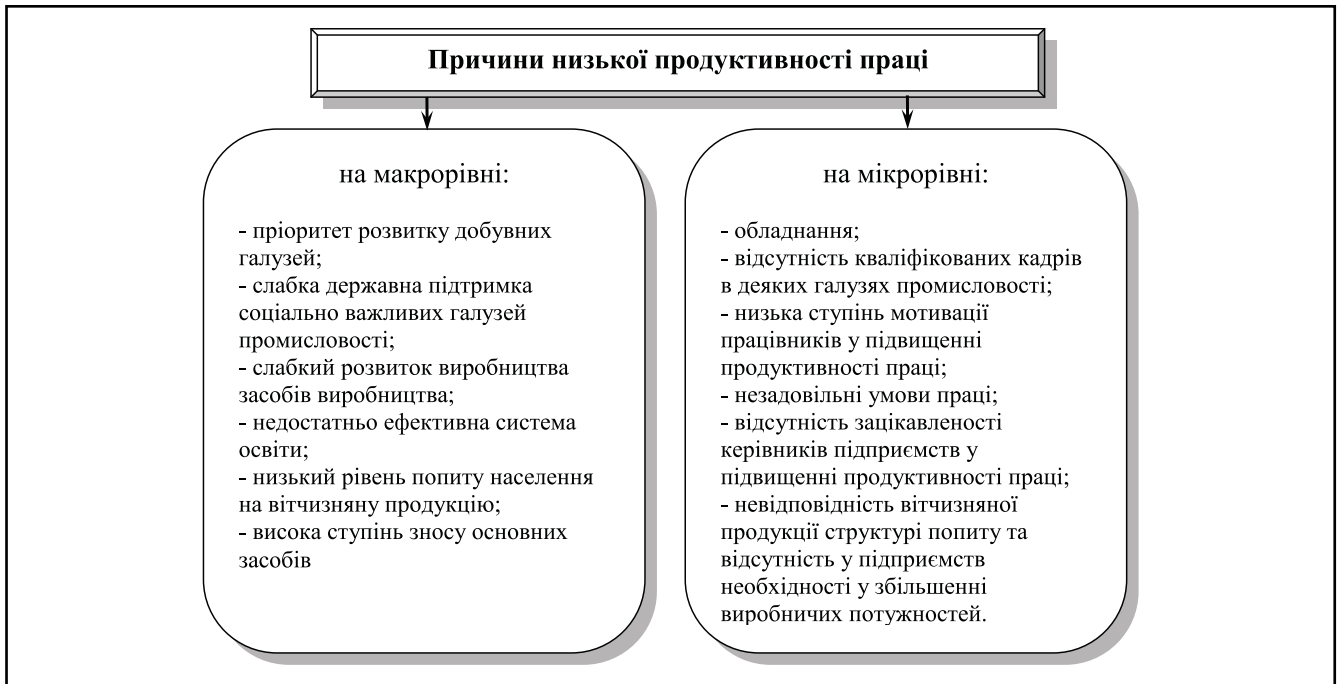 Причини низької продуктивності праці
на макрорівні:
- пріоритет розвитку добувних
галузей;
- слабка державна підтримка
соціально важливих галузей
промисловості;
- слабкий розвиток виробництва
засобів виробництва;
- недостатньо ефективна система
освіти;
- низький рівень попиту населення
на вітчизняну продукцію;
- висока ступінь зносу основних
засобів
на мікрорівні:
- обладнання;
- відсутність кваліфікованих кадрів
в деяких галузях промисловості;
- низька ступінь мотивації
працівників у підвищенні
продуктивності праці;
- незадовільні умови праці;
- відсутність зацікавленості
керівників підприємств у
підвищенні продуктивності праці;
- невідповідність вітчизняної
продукції структурі попиту та
відсутність у підприємств
необхідності у збільшенні
виробничих потужностей.